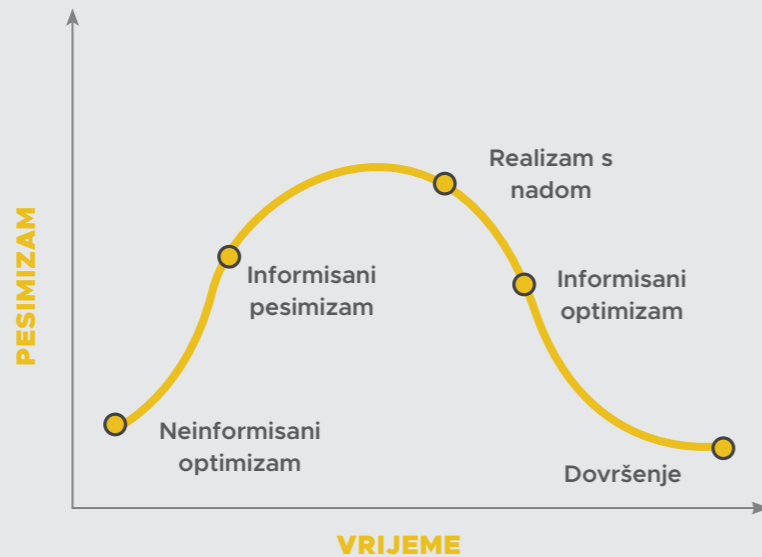 PESIMIZAM
Realizam s
nadom
Informisani
pesimizam
Informisani
optimizam
Neinformisani
optimizam
Dovršenje
VRIJEME